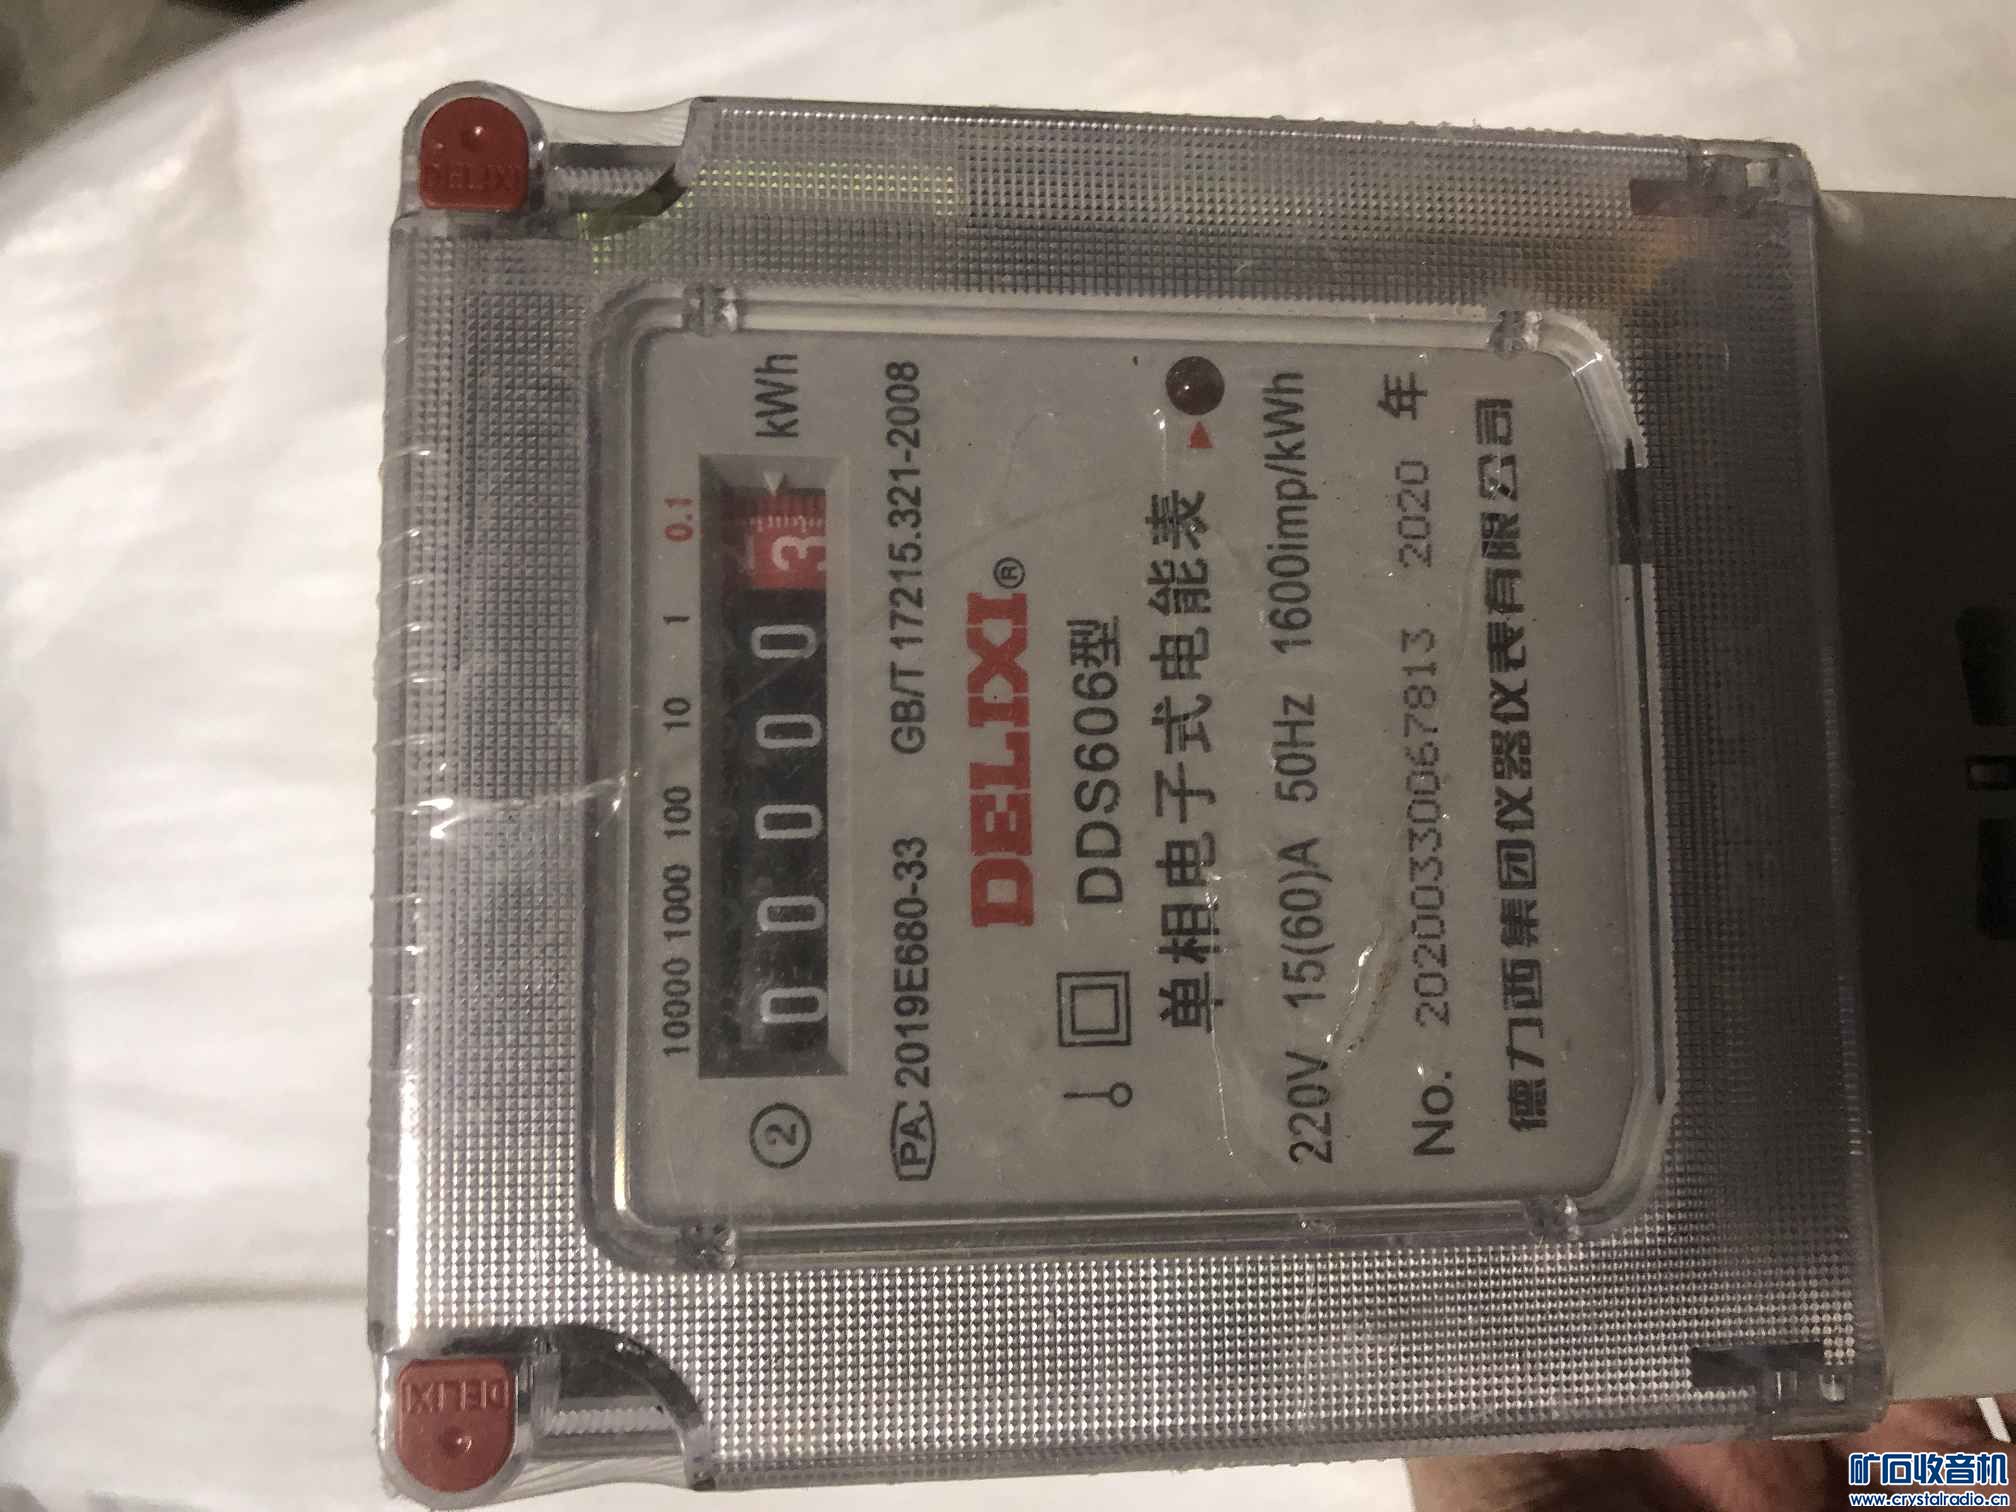 10000 1000 100 10 1 0.1
② 0 0 0 0 0 3 kWh
PA 2019E680-33 GB/T 17215.321-2008
DELIXI®
DDS606型
单相电子式电能表
220V 15(60)A 50Hz 1600imp/kWh
No. 20200330067813 2020 年
德力西集团仪器仪表有限公司
DELIXI
DELIXI
矿石收音机
www.crystalradio.cn